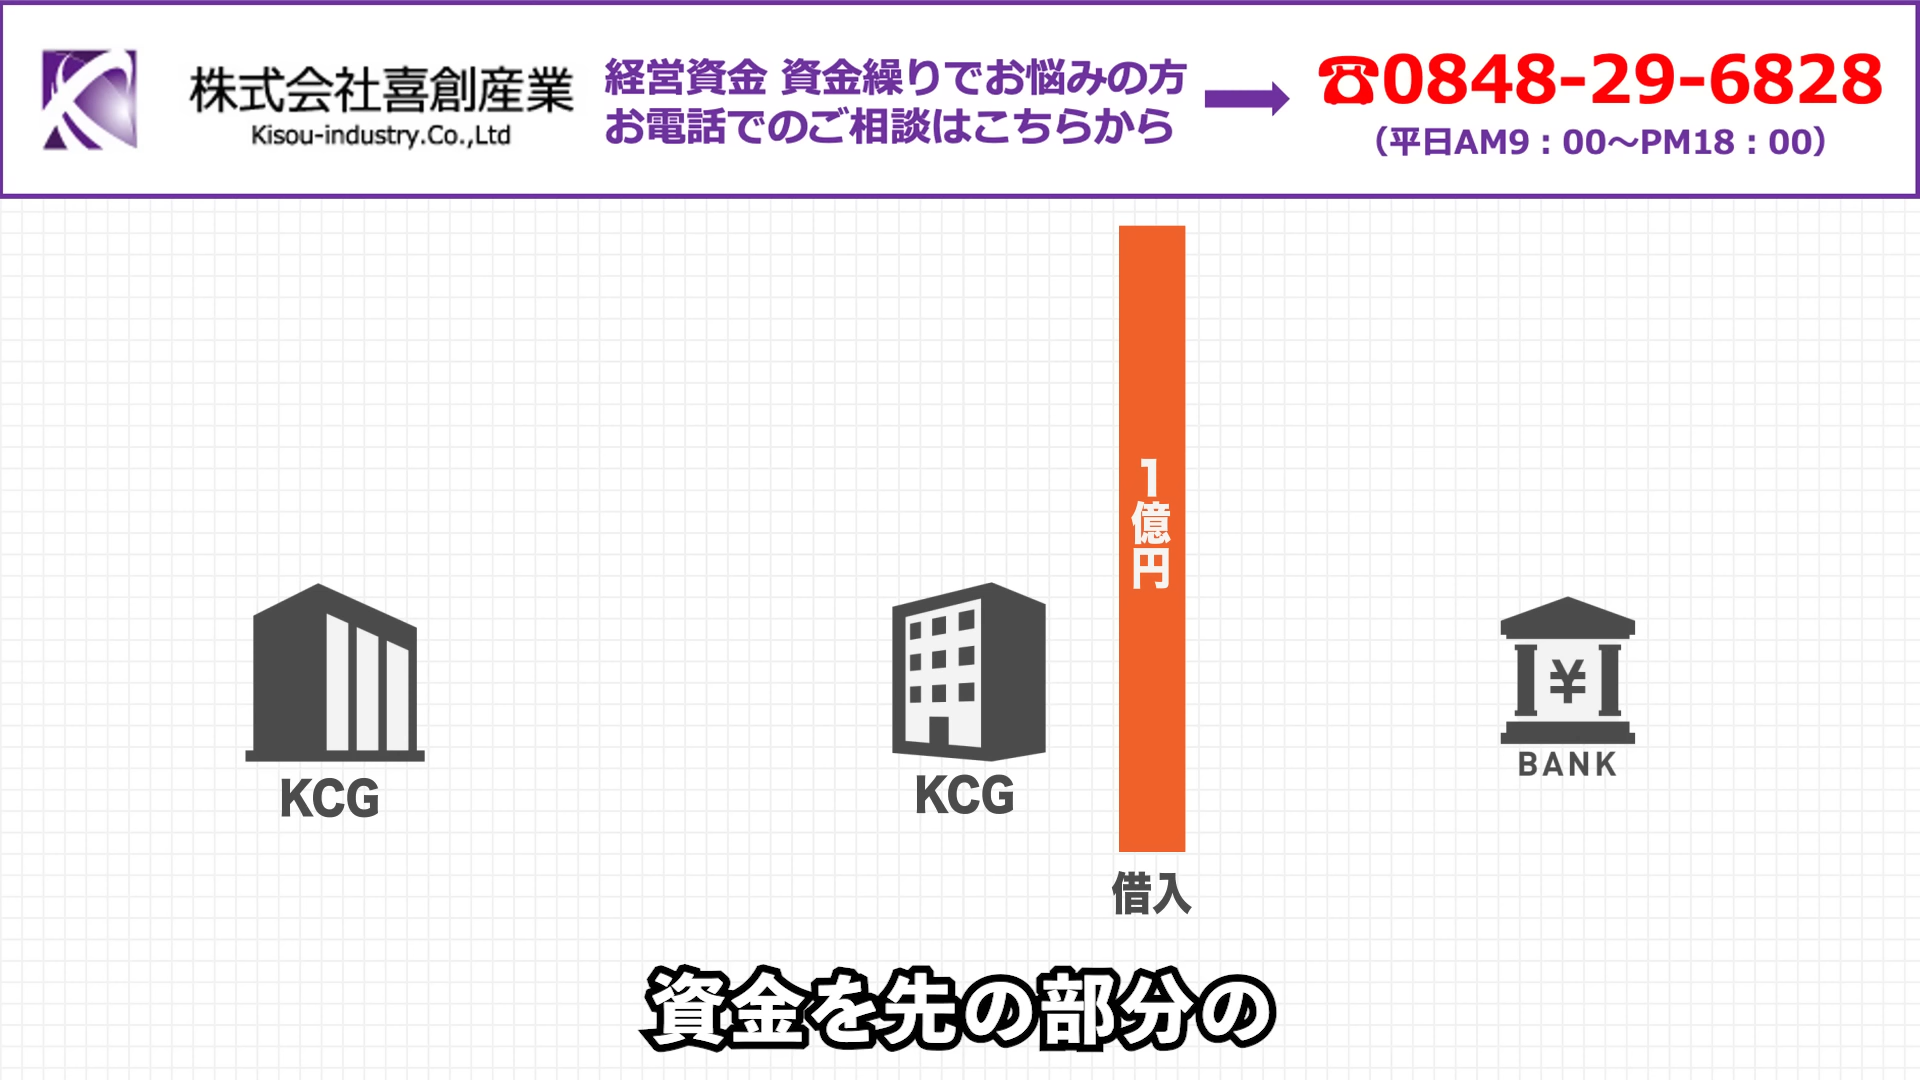 株式会社喜創産業
Kisou-industry.Co.,Ltd
経営資金 資金繰りでお悩みの方
お電話でのご相談はこちらから
☎0848-29-6828
（平日AM9：00～PM18：00）
1億円
KCG
KCG
¥
BANK
借入
資金を先の部分の